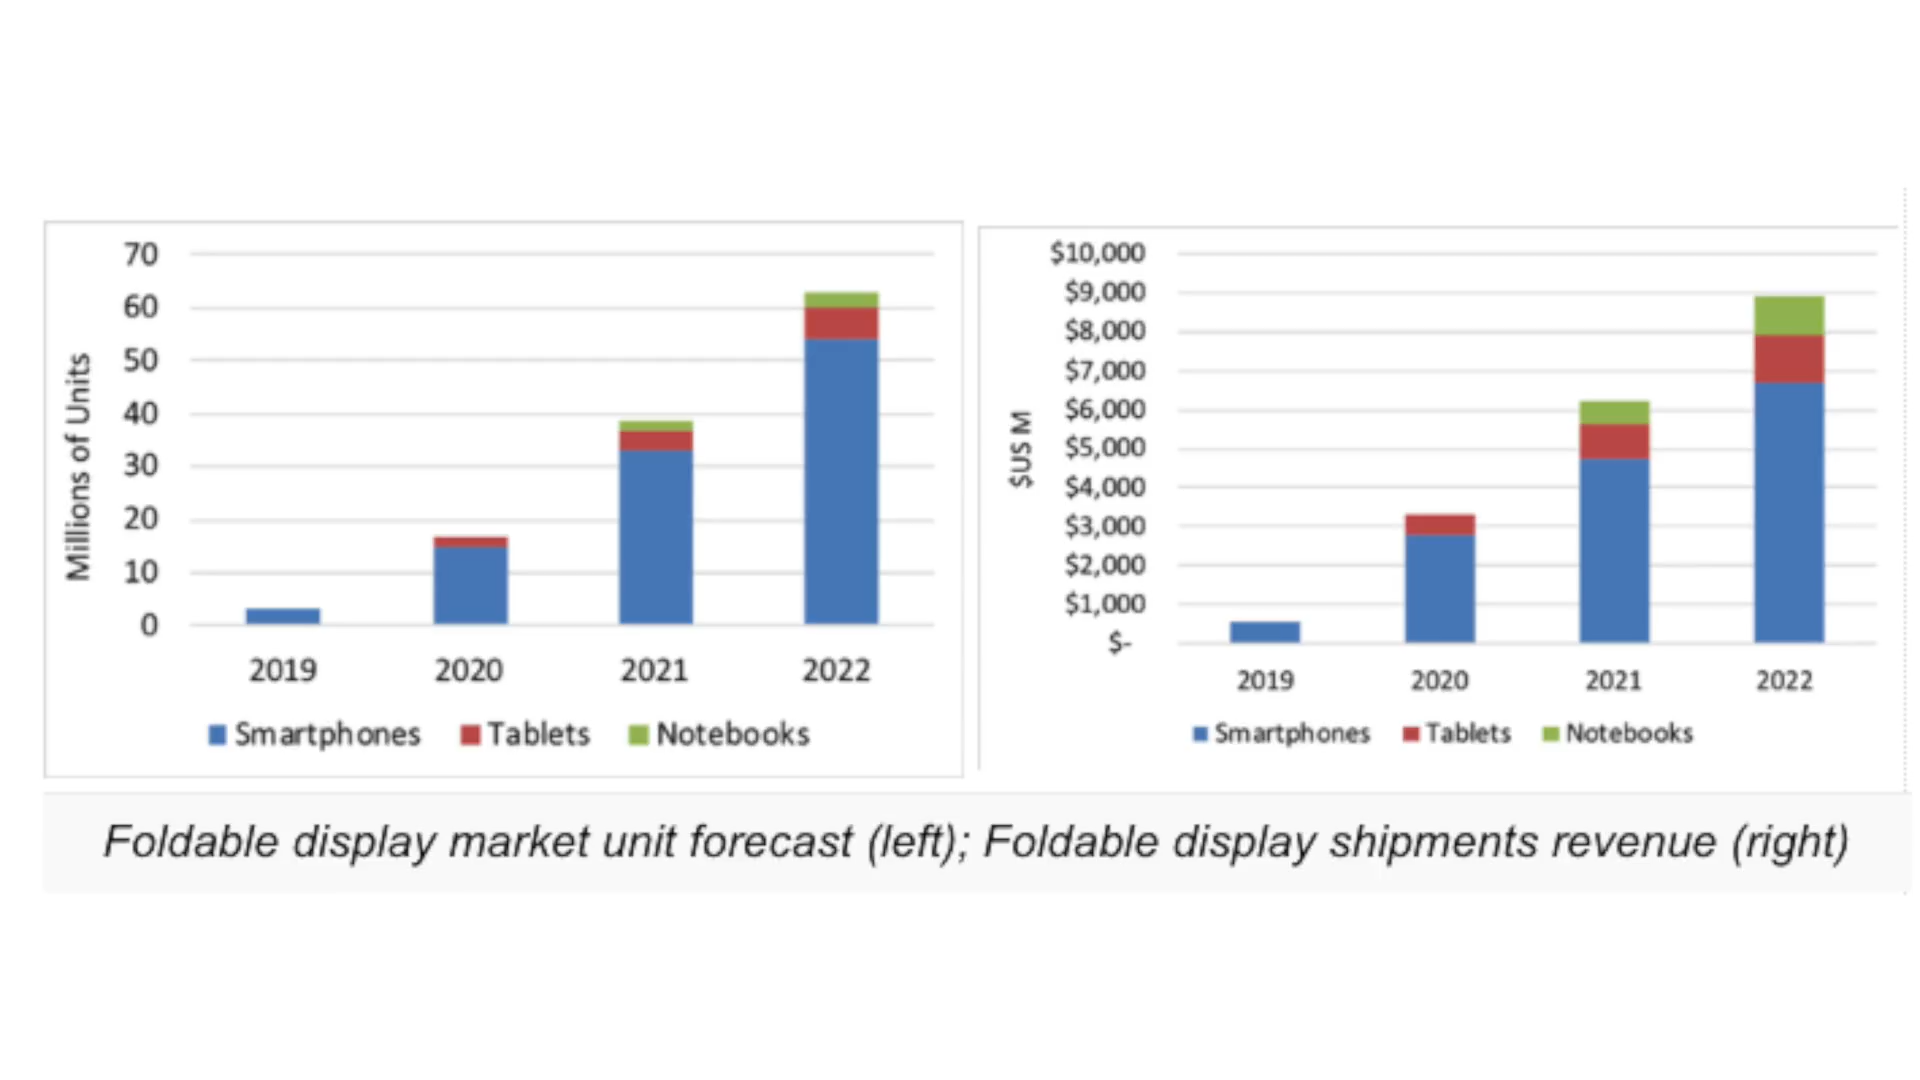 70
60
50
40
30
20
10
0
Millions of Units
2019 2020 2021 2022
Smartphones Tablets Notebooks
$10,000
$9,000
$8,000
$7,000
$6,000
$5,000
$4,000
$3,000
$2,000
$1,000
$-
$US M
2019 2020 2021 2022
Smartphones Tablets Notebooks
Foldable display market unit forecast (left); Foldable display shipments revenue (right)